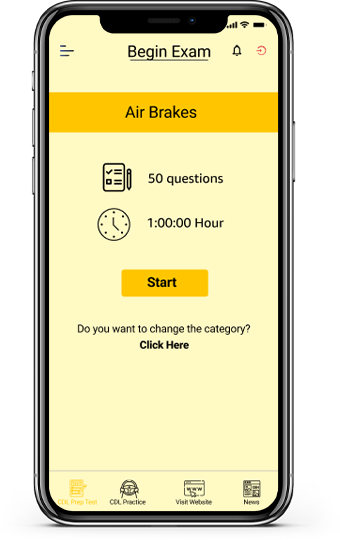 Begin Exam
Air Brakes
50 questions
1:00:00 Hour
Start
Do you want to change the category?
Click Here
CDL Prep Test
CDL Practice
Visit Website
News
WWW